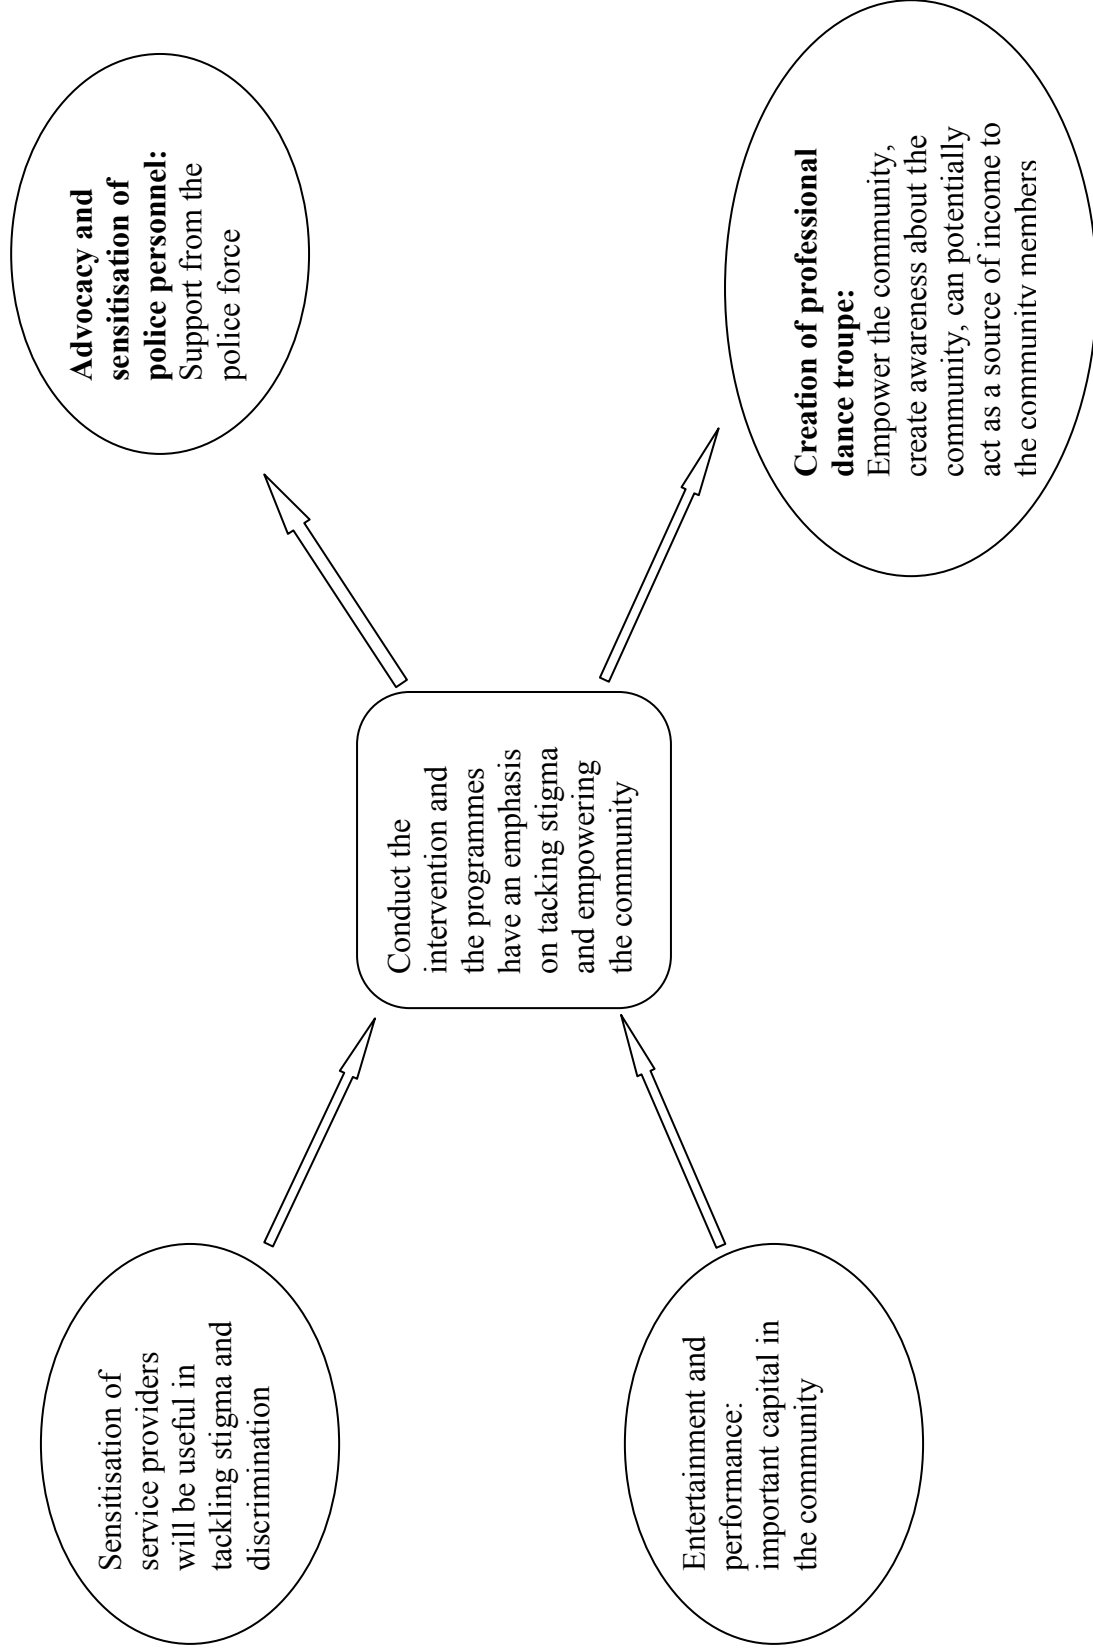 Sensitisation of
service providers
will be useful in
tackling stigma and
discrimination
Entertainment and
performance:
important capital in
the community
Conduct the
intervention and
the programmes
have an emphasis
on tacking stigma
and empowering
the community
Advocacy and
sensitisation of
police personnel:
Support from the
police force
Creation of professional
dance troupe:
Empower the community,
create awareness about the
community, can potentially
act as a source of income to
the community members